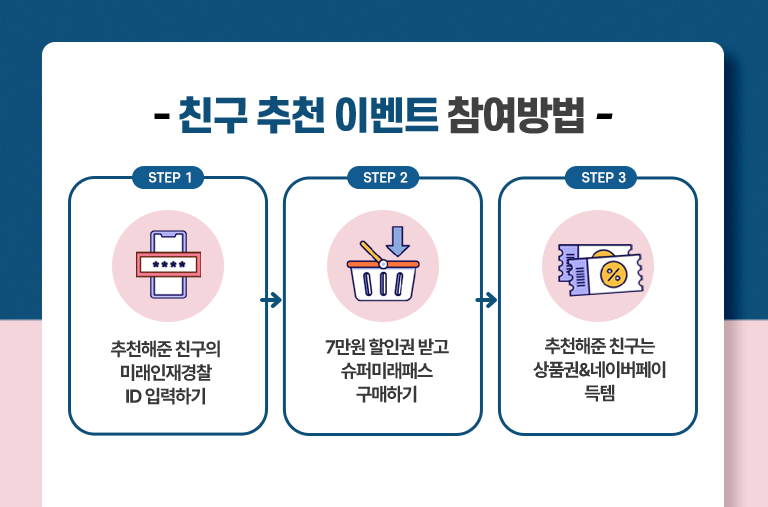 - 친구 추천 이벤트 참여방법 -
STEP 1
****
추천해준 친구의
미래인재경찰
ID 입력하기
STEP 2
7만원 할인권 받고
슈퍼미래패스
구매하기
STEP 3
%
추천해준 친구는
상품권&네이버페이
득템